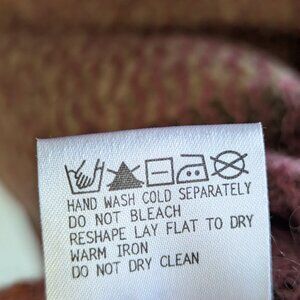 HAND WASH COLD SEPARATELY
DO NOT BLEACH
RESHAPE LAY FLAT TO DRY
WARM IRON
DO NOT DRY CLEAN